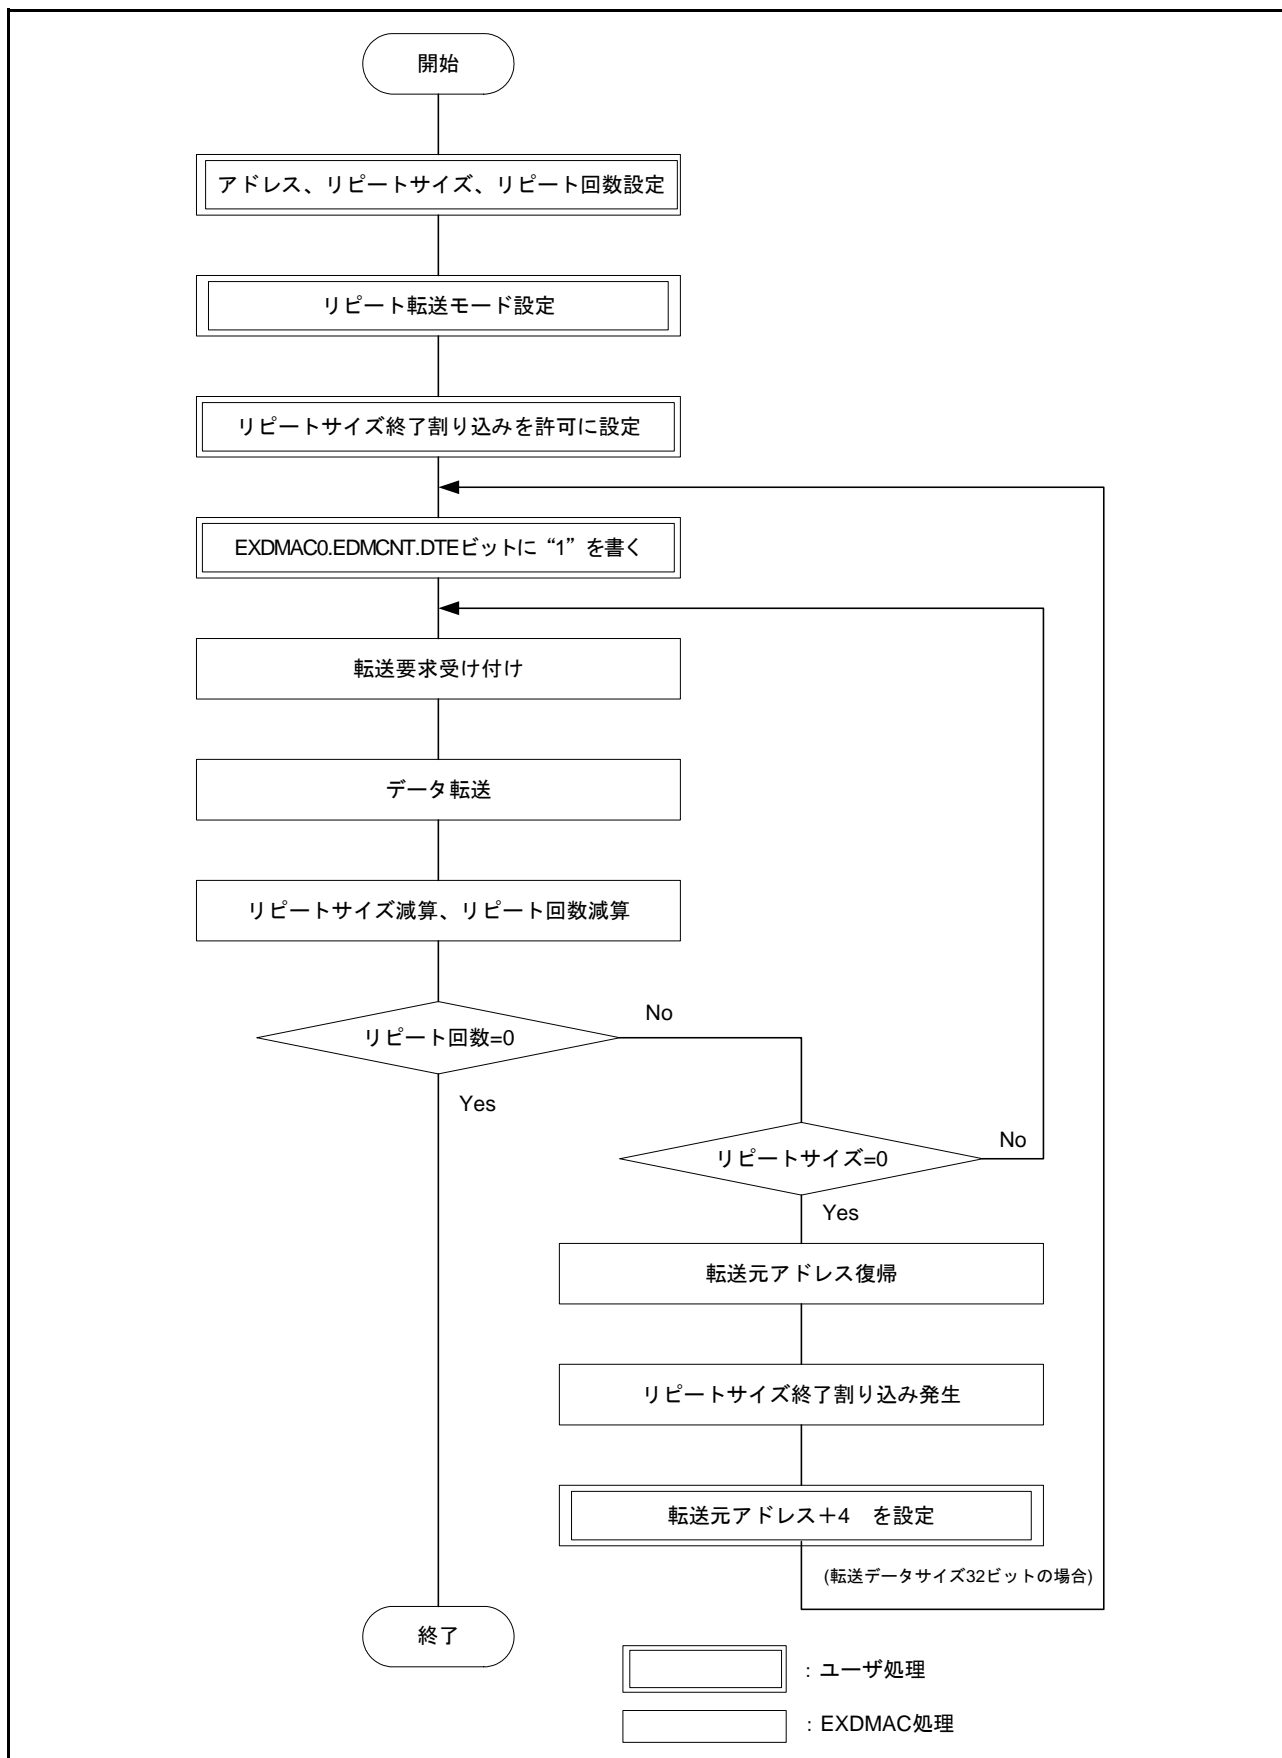 開始
アドレス、リピートサイズ、リピート回数設定
リピート転送モード設定
リピートサイズ終了割り込みを許可に設定
EXDMAC0.EDMCNT.DTEビットに“1”を書く
転送要求受け付け
データ転送
リピートサイズ減算、リピート回数減算
リピート回数=0
No
Yes
リピートサイズ=0
No
Yes
転送元アドレス復帰
リピートサイズ終了割り込み発生
転送元アドレス＋4　を設定
(転送データサイズ32ビットの場合)
終了
: ユーザ処理
: EXDMAC処理